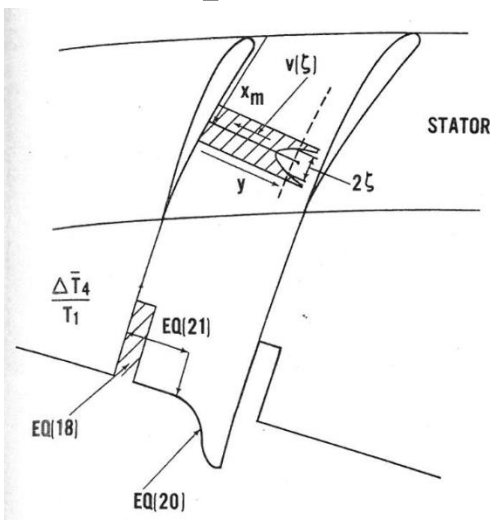 v(ζ)
x_m
STATOR
2ζ
y
ΔT̄₄
T₁
EQ(21)
EQ(18)
EQ(20)